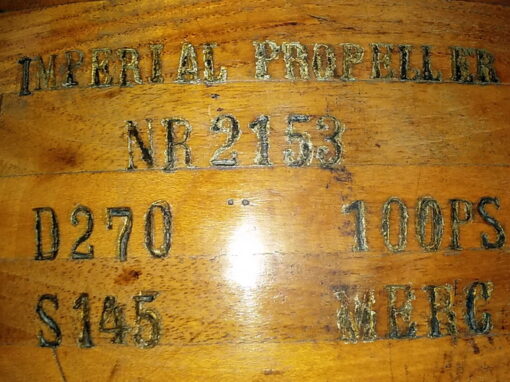 IMPERIAL PROPELLER
NR 2153
D270 100PS
S145 MERC